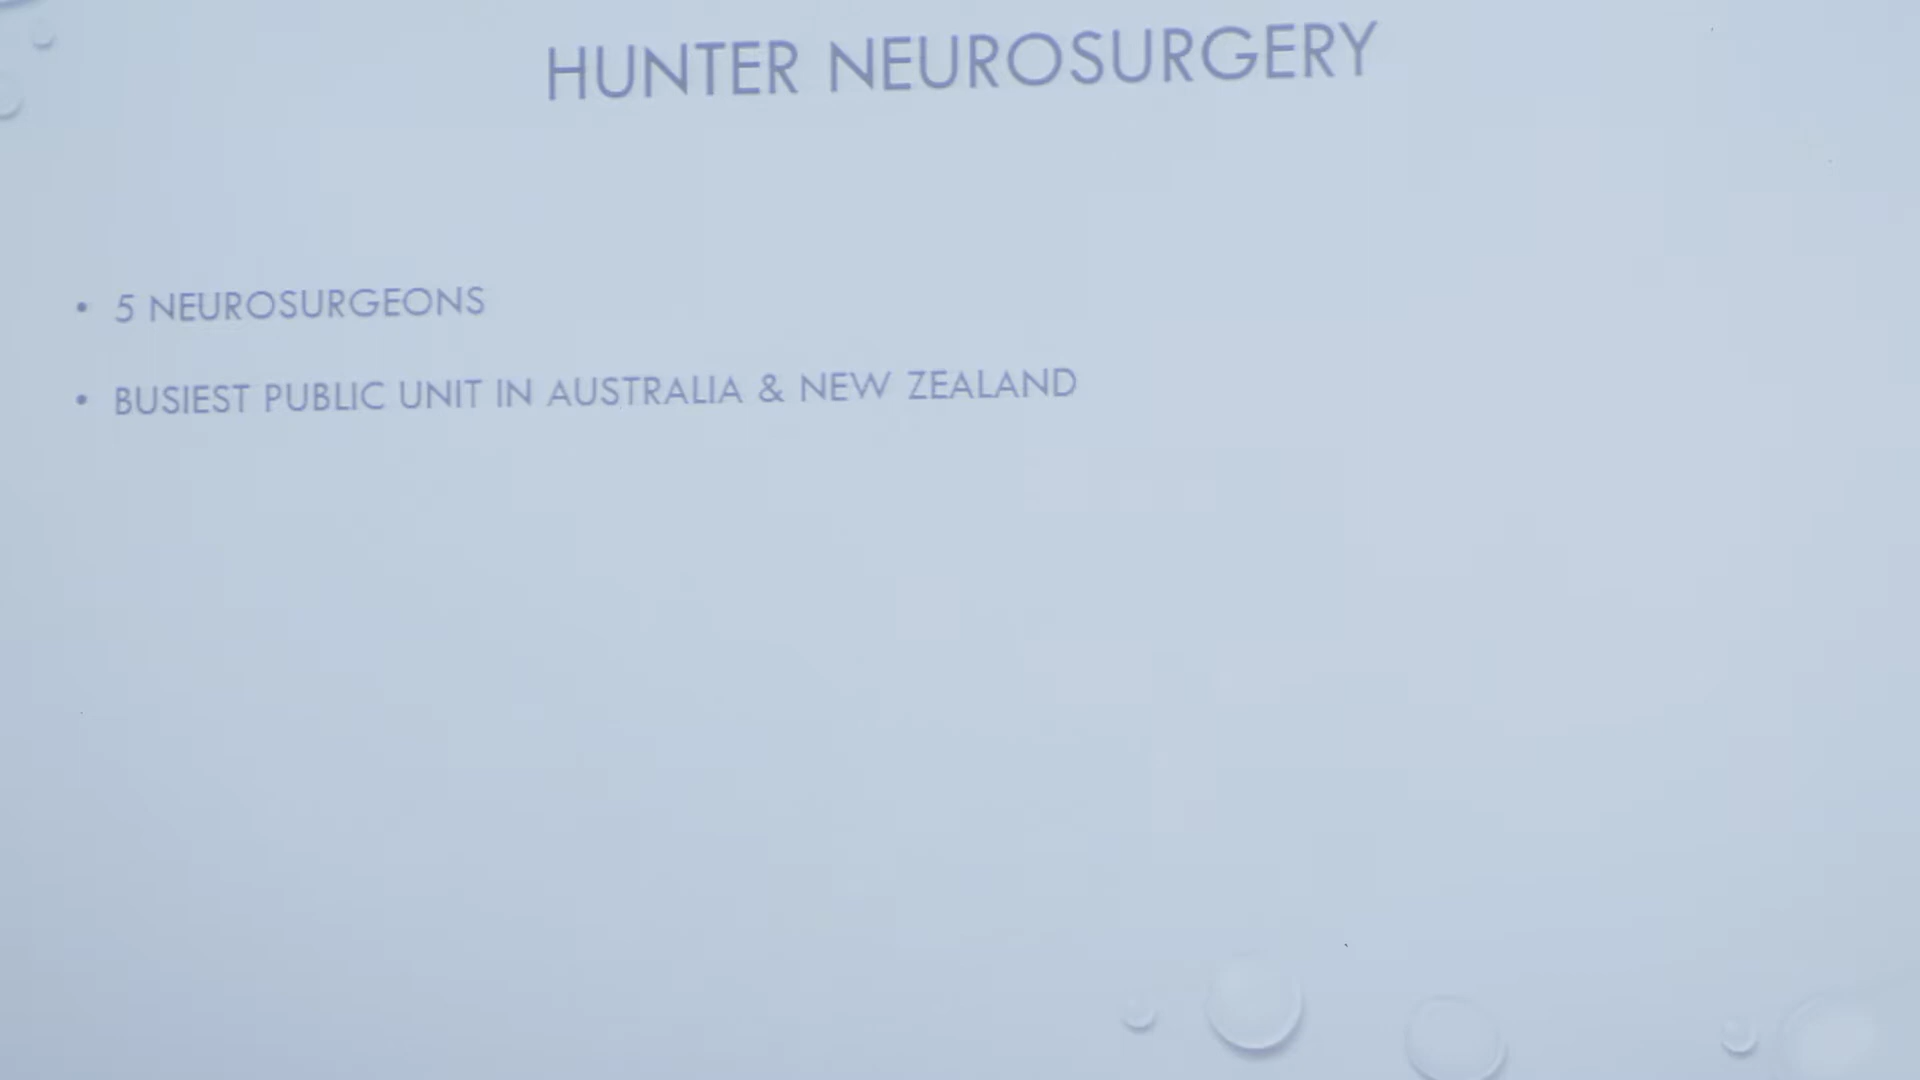 HUNTER NEUROSURGERY
• 5 NEUROSURGEONS
• BUSIEST PUBLIC UNIT IN AUSTRALIA & NEW ZEALAND